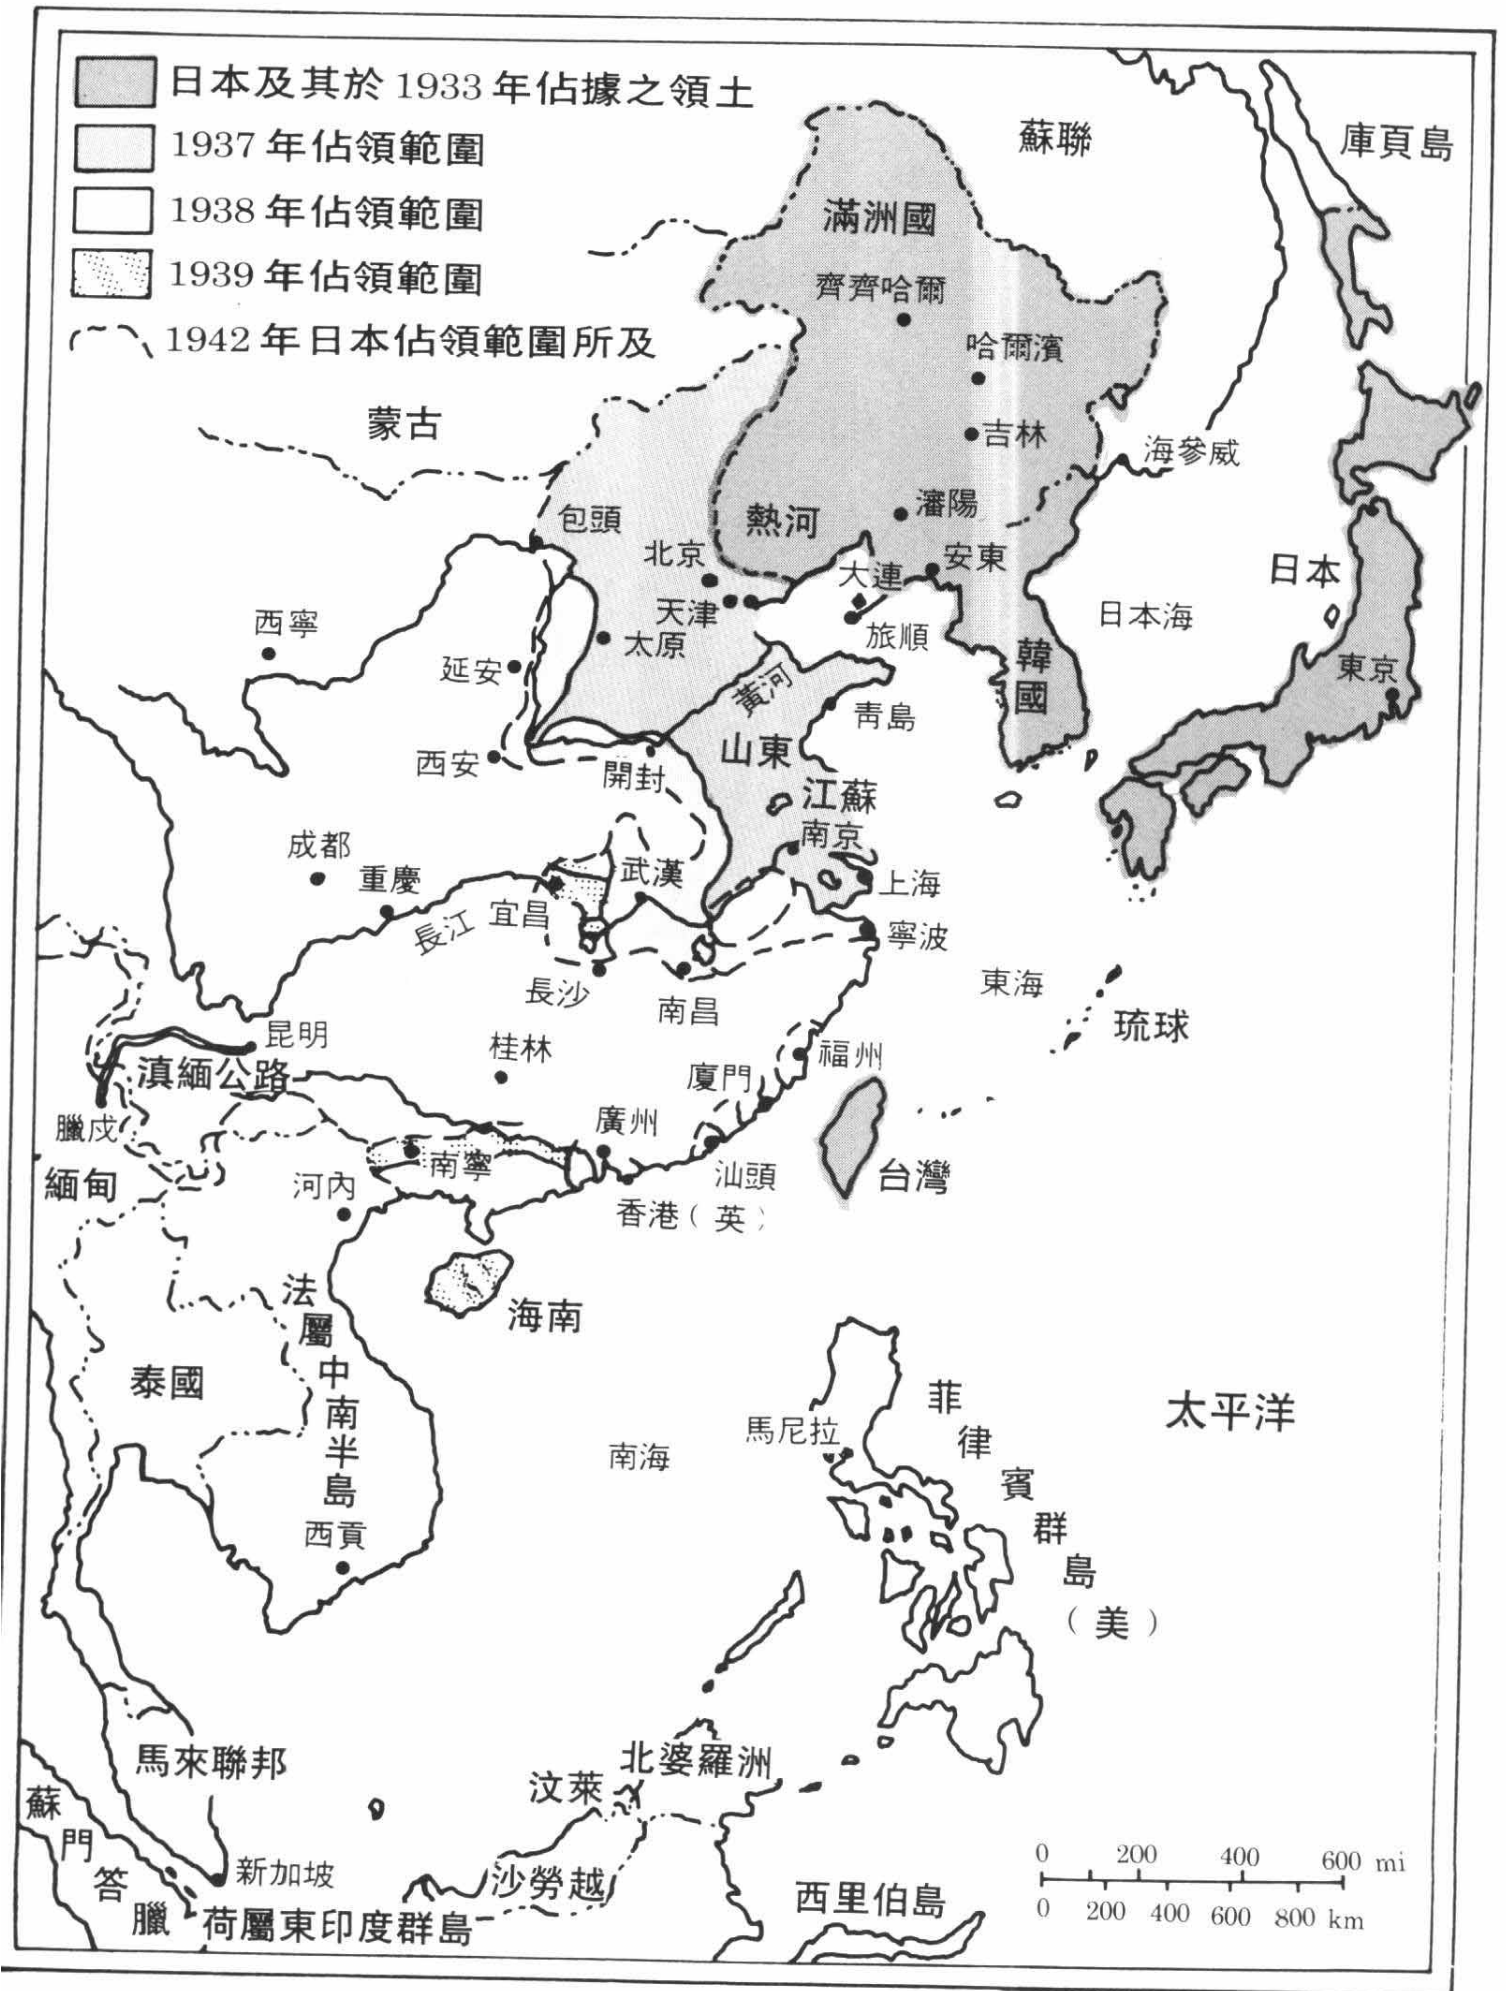 日本及其於1933年佔據之領土
1937年佔領範圍
1938年佔領範圍
1939年佔領範圍
1942年日本佔領範圍所及
蘇聯
庫頁島
滿洲國
齊齊哈爾
哈爾濱
吉林
海參威
蒙古
包頭
熱河
瀋陽
北京
大連
安東
日本
天津
旅順
日本海
西寧
太原
延安
韓國
東京
黃河
青島
山東
西安
開封
江蘇
南京
成都
重慶
武漢
上海
長江
宜昌
寧波
長沙
南昌
東海
琉球
昆明
桂林
福州
滇緬公路
廈門
臘戍
廣州
緬甸
河內
南寧
汕頭
台灣
香港(英)
海南
法屬中南半島
泰國
南海
馬尼拉
菲律賓群島
(美)
太平洋
西貢
馬來聯邦
北婆羅洲
汶萊
蘇門答臘
新加坡
沙勞越
荷屬東印度群島
西里伯島
0 200 400 600 mi
0 200 400 600 800 km